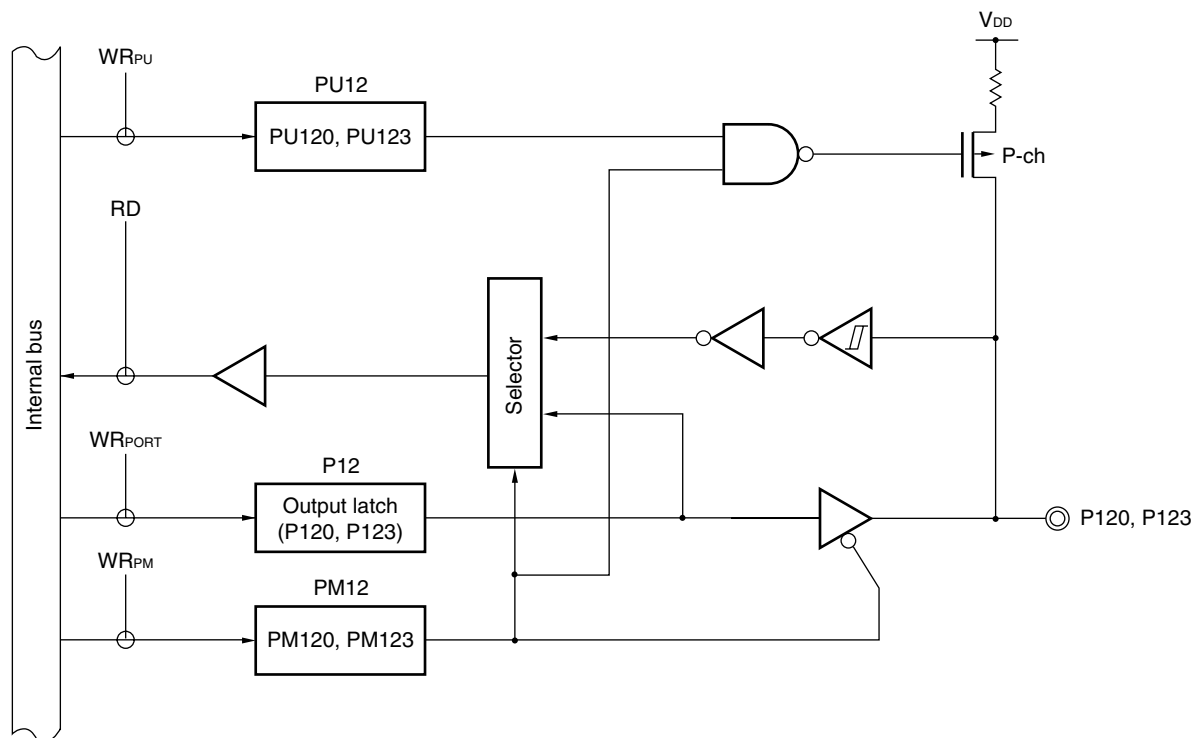 VDD
WRPU
PU12
PU120, PU123
P-ch
RD
Internal bus
Selector
WRPORT
P12
Output latch
(P120, P123)
P120, P123
WRPM
PM12
PM120, PM123